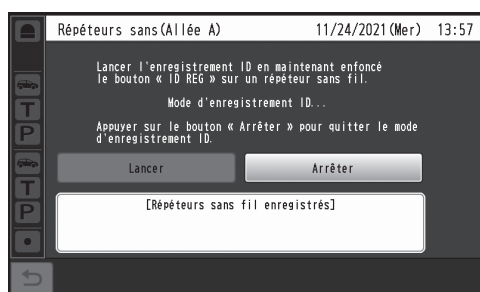 Répéteurs sans(Allée A) 11/24/2021(Mer) 13:57
Lancer l'enregistrement ID en maintenant enfoncé
le bouton « ID REG » sur un répéteur sans fil.
Mode d'enregistrement ID...
Appuyer sur le bouton « Arrêter » pour quitter le mode
d'enregistrement ID.
T
P
Lancer Arrêter
T
P
[Répéteurs sans fil enregistrés]